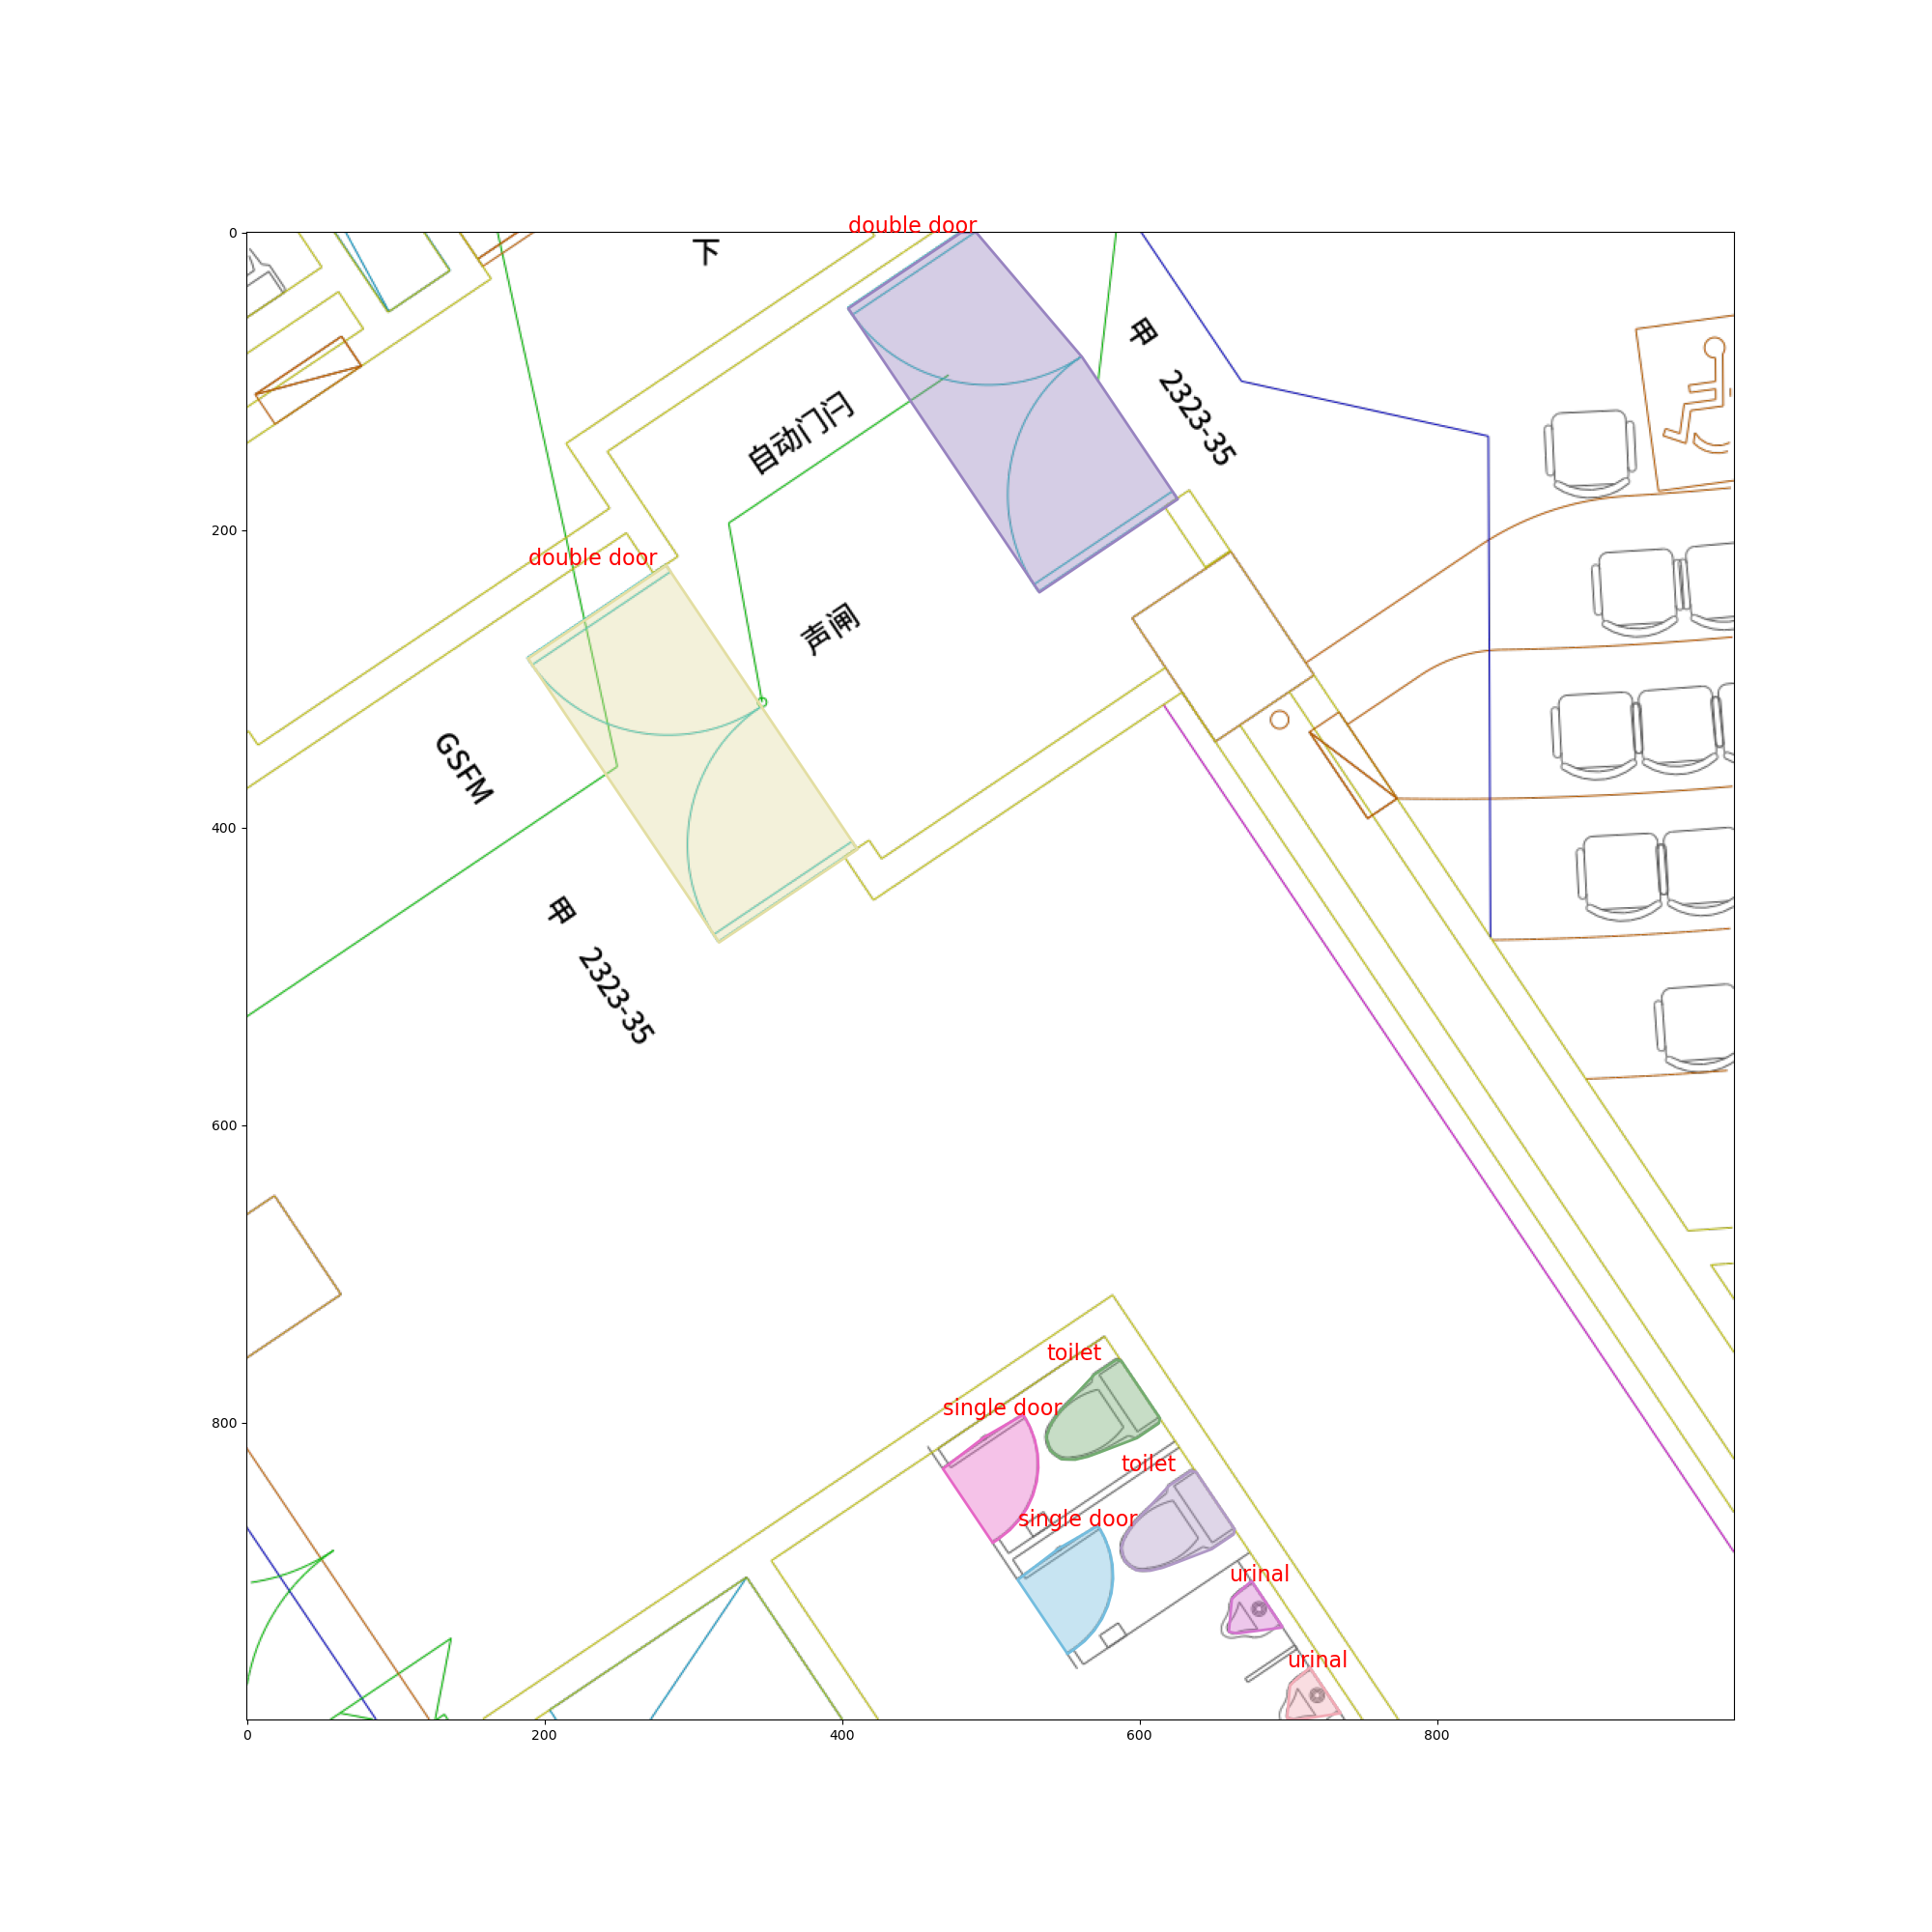 double door
下
甲 2323-35
自动门闩
double door
声闸
GSFM
甲 2323-35
toilet
single door
toilet
single door
urinal
urinal
0
200
400
600
800
0
200
400
600
800